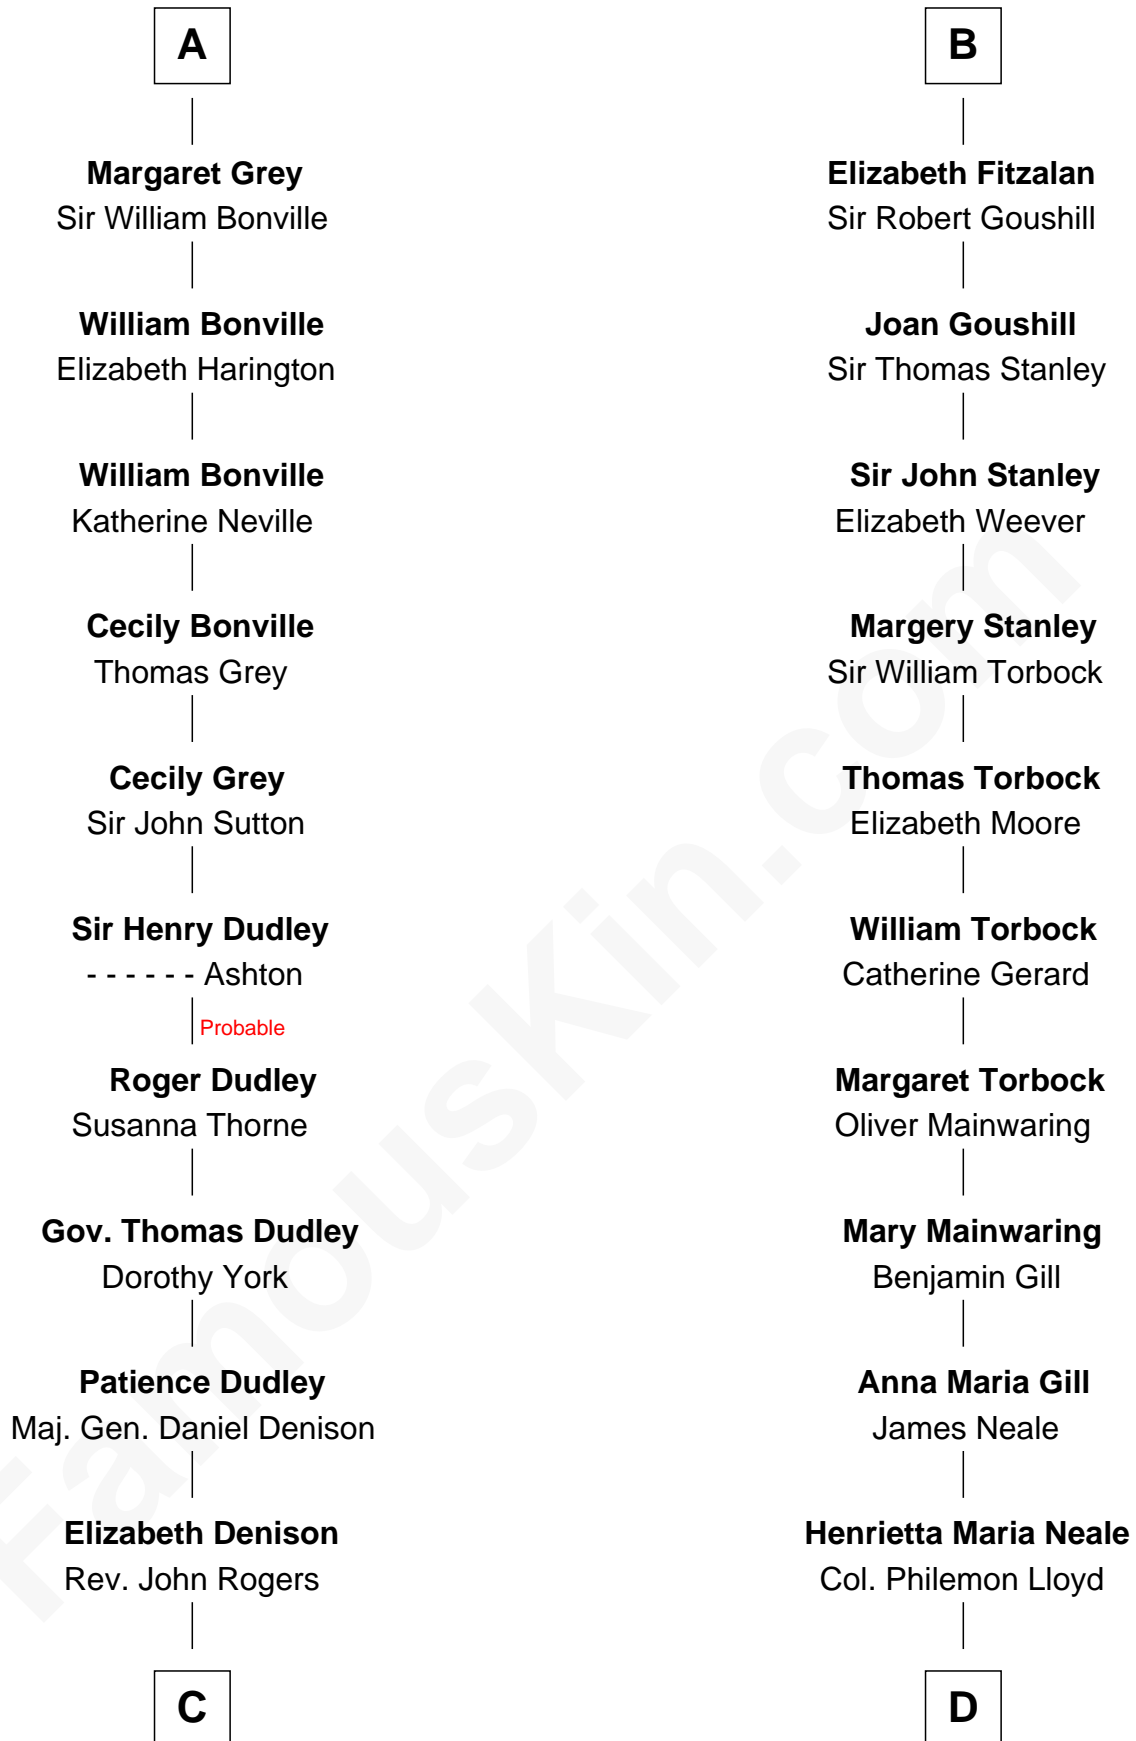 A
Margaret Grey
Sir William Bonville
William Bonville
Elizabeth Harington
William Bonville
Katherine Neville
Cecily Bonville
Thomas Grey
Cecily Grey
Sir John Sutton
Sir Henry Dudley
- - - - - - Ashton
Probable
Roger Dudley
Susanna Thorne
Gov. Thomas Dudley
Dorothy York
Patience Dudley
Maj. Gen. Daniel Denison
Elizabeth Denison
Rev. John Rogers
C
B
Elizabeth Fitzalan
Sir Robert Goushill
Joan Goushill
Sir Thomas Stanley
Sir John Stanley
Elizabeth Weever
Margery Stanley
Sir William Torbock
Thomas Torbock
Elizabeth Moore
William Torbock
Catherine Gerard
Margaret Torbock
Oliver Mainwaring
Mary Mainwaring
Benjamin Gill
Anna Maria Gill
James Neale
Henrietta Maria Neale
Col. Philemon Lloyd
D
FamousKin.com